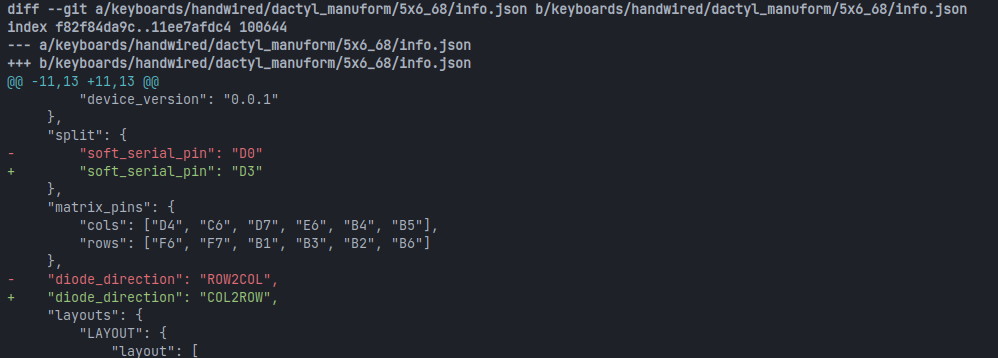 diff --git a/keyboards/handwired/dactyl_manuform/5x6_68/info.json b/keyboards/handwired/dactyl_manuform/5x6_68/info.json
index f82f84da9c..11ee7afdc4 100644
--- a/keyboards/handwired/dactyl_manuform/5x6_68/info.json
+++ b/keyboards/handwired/dactyl_manuform/5x6_68/info.json
@@ -11,13 +11,13 @@
         "device_version": "0.0.1"
     },
     "split": {
-        "soft_serial_pin": "D0"
+        "soft_serial_pin": "D3"
     },
     "matrix_pins": {
         "cols": ["D4", "C6", "D7", "E6", "B4", "B5"],
         "rows": ["F6", "F7", "B1", "B3", "B2", "B6"]
     },
-    "diode_direction": "ROW2COL",
+    "diode_direction": "COL2ROW",
     "layouts": {
         "LAYOUT": {
             "layout": [